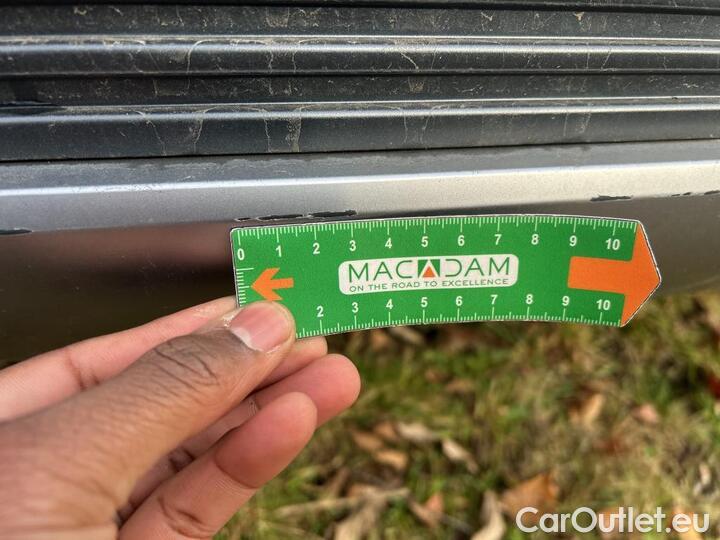 0 1 2 3 4 5 6 7 8 9 10
MACADAM
ON THE ROAD TO EXCELLENCE
2 3 4 5 6 7 8 9 10
CarOutlet.eu